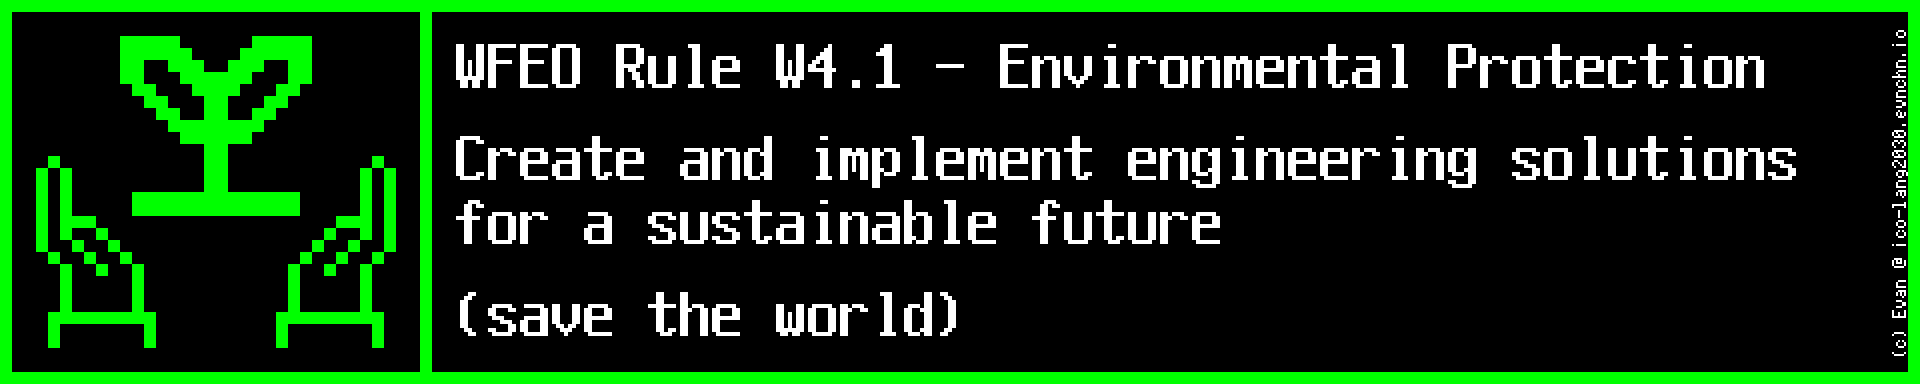 WFEO Rule W4.1 - Environmental Protection
Create and implement engineering solutions
for a sustainable future
(save the world)
(c) Evan @ ico-lang2030.evnchn.io